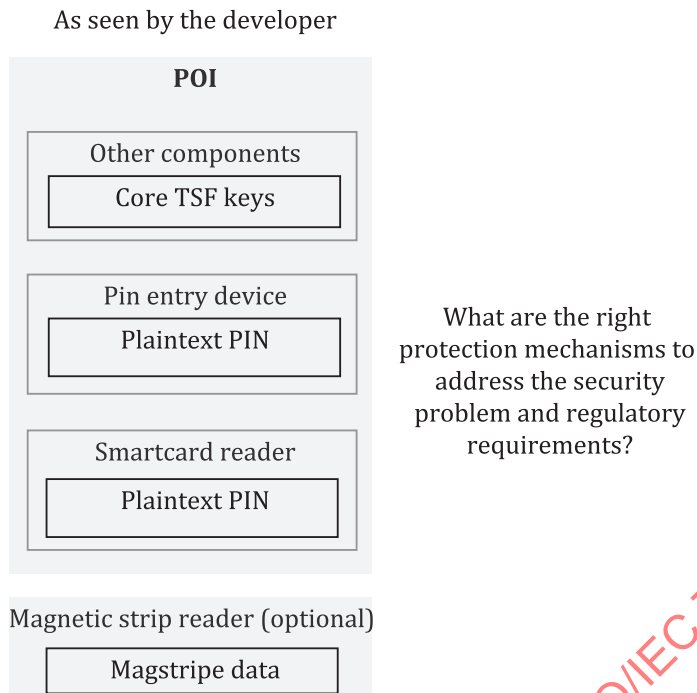 As seen by the developer
POI
Other components
Core TSF keys
Pin entry device
Plaintext PIN
What are the right
protection mechanisms to
address the security
problem and regulatory
requirements?
Smartcard reader
Plaintext PIN
Magnetic strip reader (optional)
Magstripe data